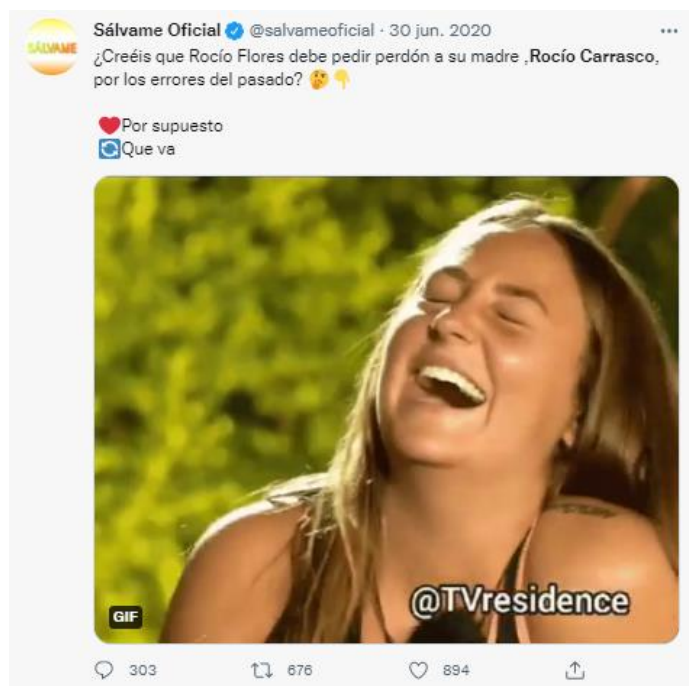 SÁLVAME
Sálvame Oficial @salvameoficial · 30 jun. 2020
¿Creéis que Rocío Flores debe pedir perdón a su madre ,Rocío Carrasco,
por los errores del pasado? 🤔👇
❤️Por supuesto
🔄Que va
@TVresidence
GIF
303 676 894